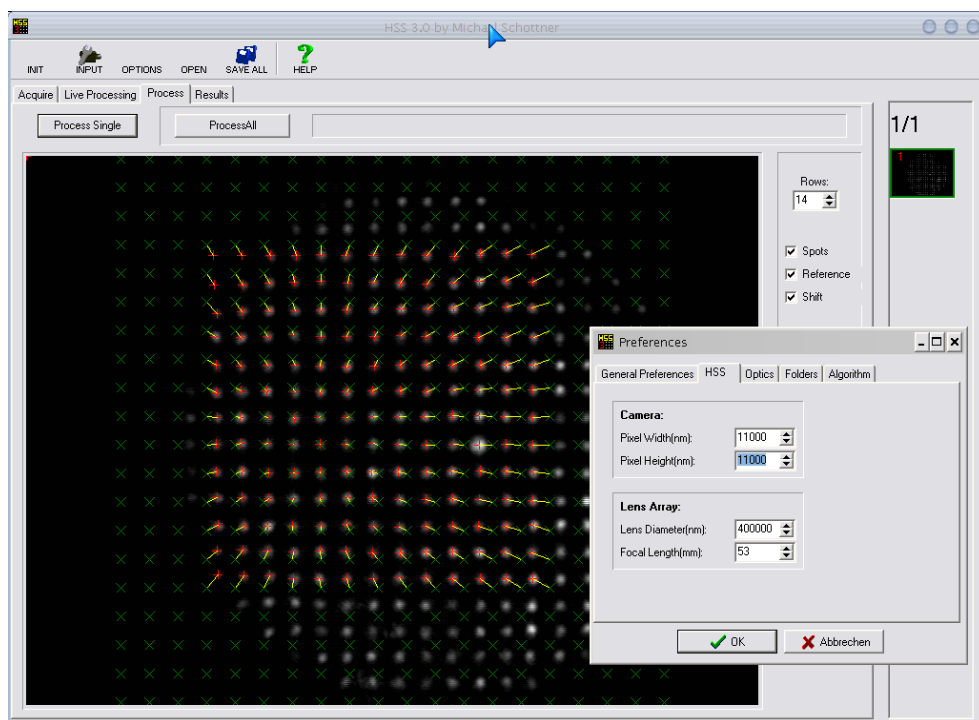 HSS 3.0 by Michael Schottner
INIT INPUT OPTIONS OPEN SAVE ALL HELP
Acquire Live Processing Process Results
Process Single ProcessAll
1/1
1
Rows:
14
Spots
Reference
Shift
HSS Preferences
General Preferences HSS Optics Folders Algorithm
Camera:
Pixel Width(nm): 11000
Pixel Height(nm): 11000
Lens Array:
Lens Diameter(nm): 400000
Focal Length(mm): 53
OK Abbrechen